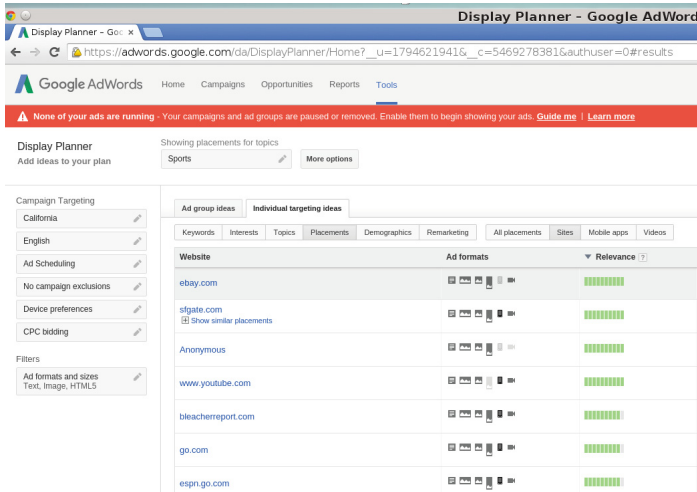 Display Planner - Google AdWord
Display Planner - Goo ×
https://adwords.google.com/da/DisplayPlanner/Home?__u=1794621941&__c=5469278381&authuser=0#results
Google AdWords Home Campaigns Opportunities Reports Tools
None of your ads are running - Your campaigns and ad groups are paused or removed. Enable them to begin showing your ads. Guide me | Learn more
Display Planner
Add ideas to your plan
Showing placements for topics
Sports More options
Campaign Targeting
California
English
Ad Scheduling
No campaign exclusions
Device preferences
CPC bidding
Filters
Ad formats and sizes
Text, Image, HTML5
Ad group ideas Individual targeting ideas
Keywords Interests Topics Placements Demographics Remarketing All placements Sites Mobile apps Videos
Website Ad formats Relevance ?
ebay.com
sfgate.com
Show similar placements
Anonymous
www.youtube.com
bleacherreport.com
go.com
espn.go.com